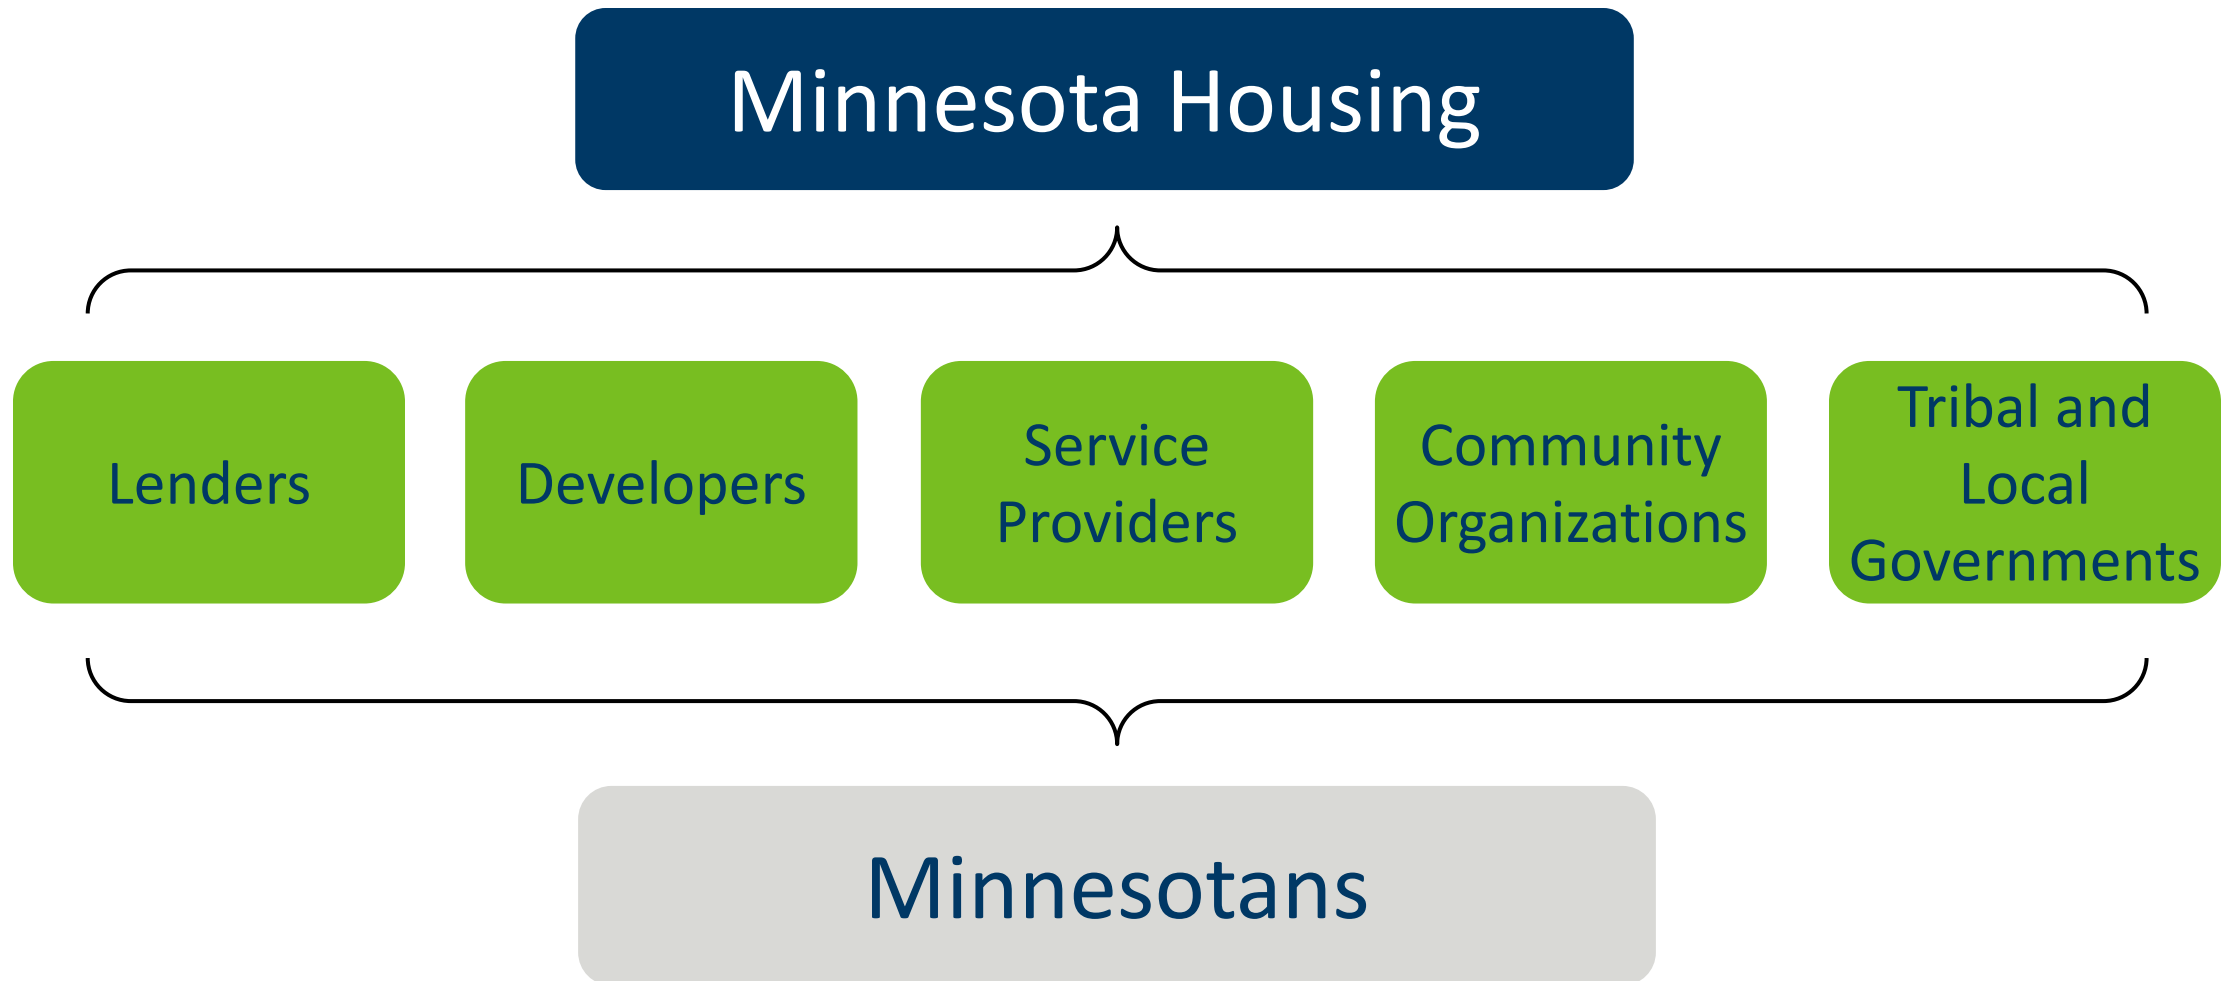 Minnesota Housing
Lenders
Developers
Service
Providers
Community
Organizations
Tribal and
Local
Governments
Minnesotans